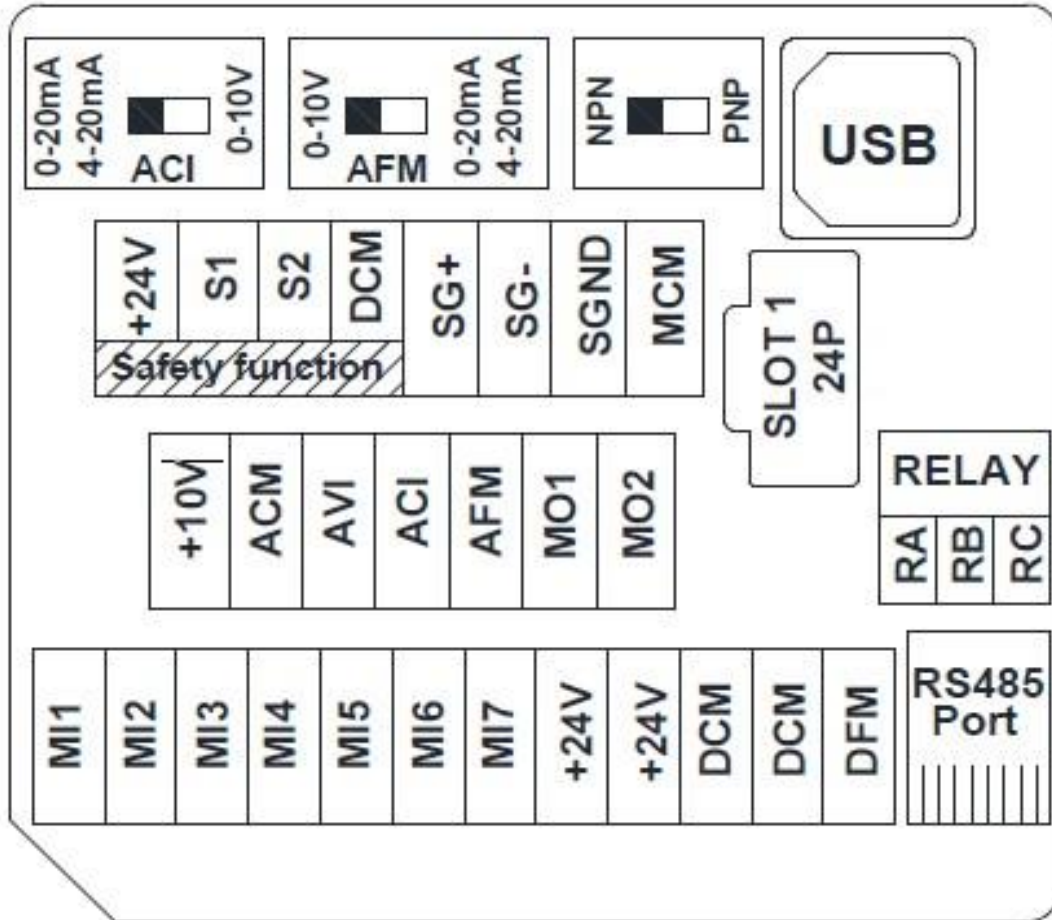 0-20mA
4-20mA
ACI
0-10V
0-10V
AFM
0-20mA
4-20mA
NPN
PNP
USB
+24V S1 S2 DCM SG+ SG- SGND MCM
Safety function
SLOT 1
24P
+10V ACM AVI ACI AFM MO1 MO2
RELAY
RA RB RC
MI1 MI2 MI3 MI4 MI5 MI6 MI7 +24V +24V DCM DCM DFM
RS485
Port